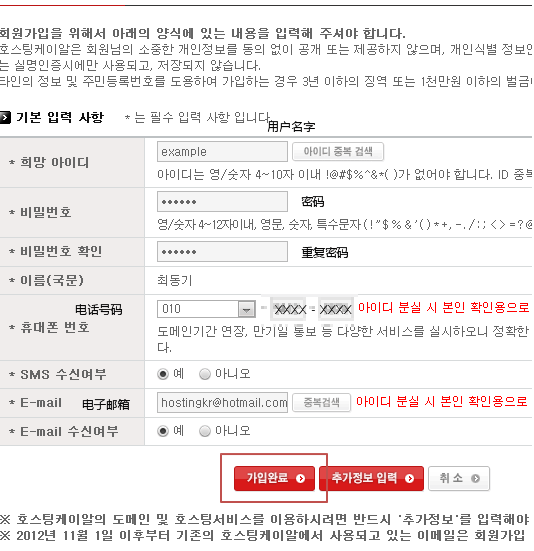 회원가입을 위해서 아래의 양식에 있는 내용을 입력해 주셔야 합니다.
호스팅케이알은 회원님의 소중한 개인정보를 동의 없이 공개 또는 제공하지 않으며, 개인식별 정보인
는 실명인증시에만 사용되고, 저장되지 않습니다.
타인의 정보 및 주민등록번호를 도용하여 가입하는 경우 3년 이하의 징역 또는 1천만원 이하의 벌금이
기본 입력 사항 * 는 필수 입력 사항 입니다.
用户名字
* 희망 아이디 example 아이디 중복 검색
아이디는 영/숫자 4~10자 이내 !@#$%^&*( )가 없어야 합니다. ID 중복
* 비밀번호 •••••• 密码
영/숫자 4~12자이내, 영문, 숫자, 특수문자 ( ! " $ % & ' ( ) * + , - . / : ; < > = ? @
* 비밀번호 확인 •••••• 重复密码
* 이름(국문) 최동기
电话号码 010 - XXXX - XXXX 아이디 분실 시 본인 확인용으로
* 휴대폰 번호 도메인기간 연장, 만기일 통보 등 다양한 서비스를 실시하오니 정확한
다.
* SMS 수신여부 예 아니오
* E-mail 电子邮箱 hostingkr@hotmail.com 중복검색 아이디 분실 시 본인 확인용으로
* E-mail 수신여부 예 아니오
가입완료 추가정보 입력 취 소
※ 호스팅케이알의 도메인 및 호스팅서비스를 이용하시려면 반드시 '추가정보'를 입력해야
※ 2012년 11월 1일 이후부터 기존의 호스팅케이알에서 사용되고 있는 이메일은 회원가입